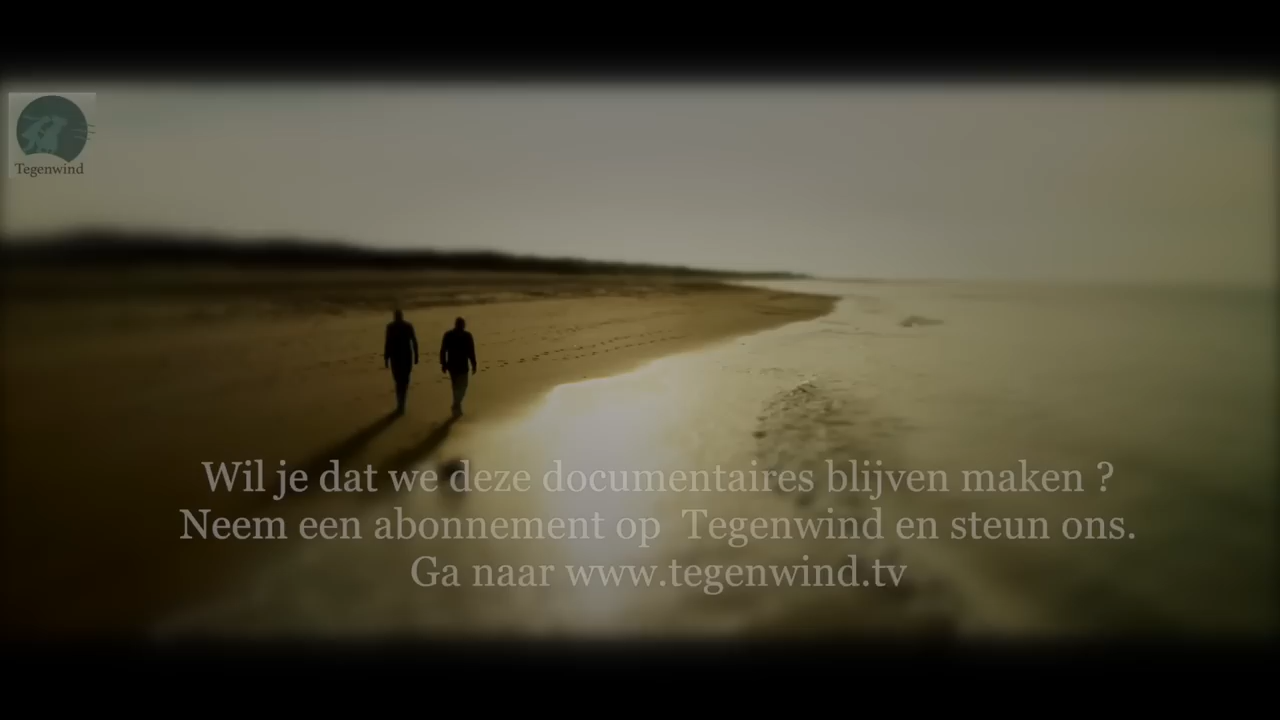 Tegenwind
Wil je dat we deze documentaires blijven maken ?
Neem een abonnement op Tegenwind en steun ons.
Ga naar www.tegenwind.tv